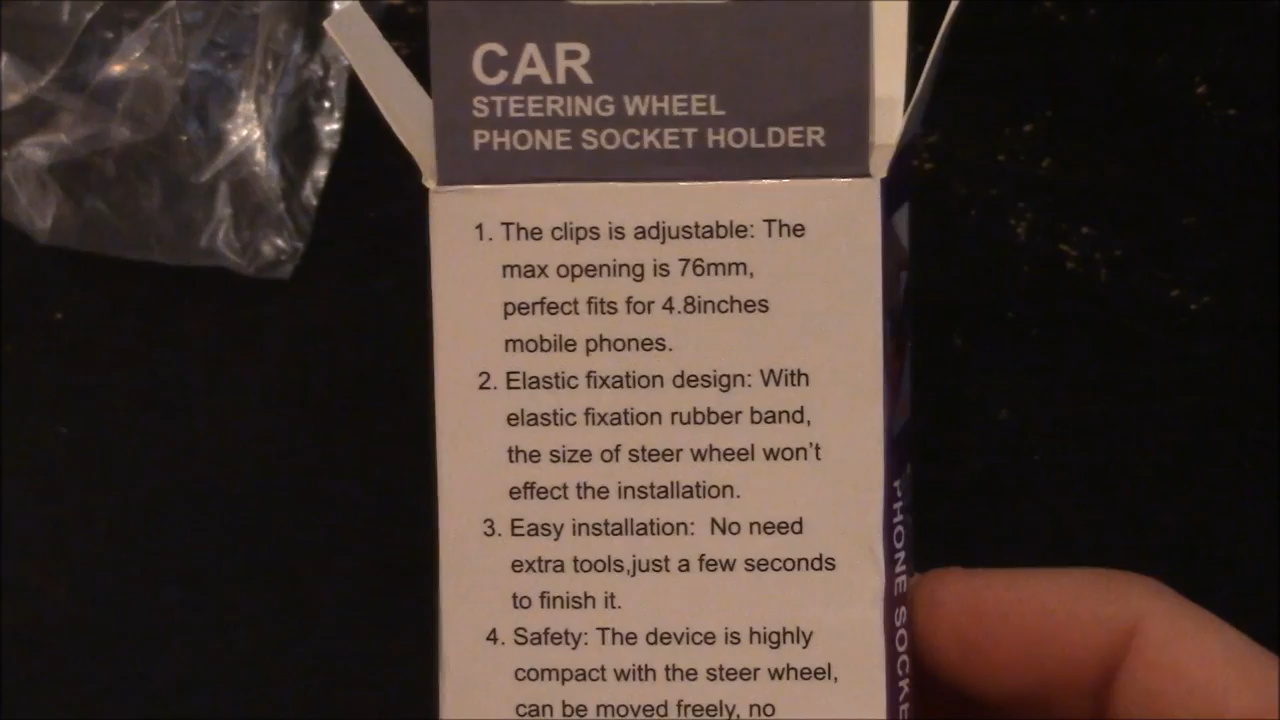 CAR
STEERING WHEEL
PHONE SOCKET HOLDER
1. The clips is adjustable: The
max opening is 76mm,
perfect fits for 4.8inches
mobile phones.
2. Elastic fixation design: With
elastic fixation rubber band,
the size of steer wheel won't
effect the installation.
3. Easy installation:  No need
extra tools,just a few seconds
to finish it.
4. Safety: The device is highly
compact with the steer wheel,
can be moved freely, no
PHONE SOCKE